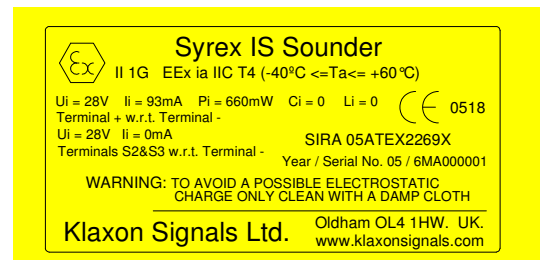 Syrex IS Sounder
εx II 1G EEx ia IIC T4 (-40ºC <=Ta<= +60°C)
Ui = 28V Ii = 93mA Pi = 660mW Ci = 0 Li = 0
Terminal + w.r.t. Terminal -
CE 0518
Ui = 28V Ii = 0mA
Terminals S2&S3 w.r.t. Terminal -
SIRA 05ATEX2269X
Year / Serial No. 05 / 6MA000001
WARNING: TO AVOID A POSSIBLE ELECTROSTATIC
CHARGE ONLY CLEAN WITH A DAMP CLOTH
Klaxon Signals Ltd.
Oldham OL4 1HW. UK.
www.klaxonsignals.com